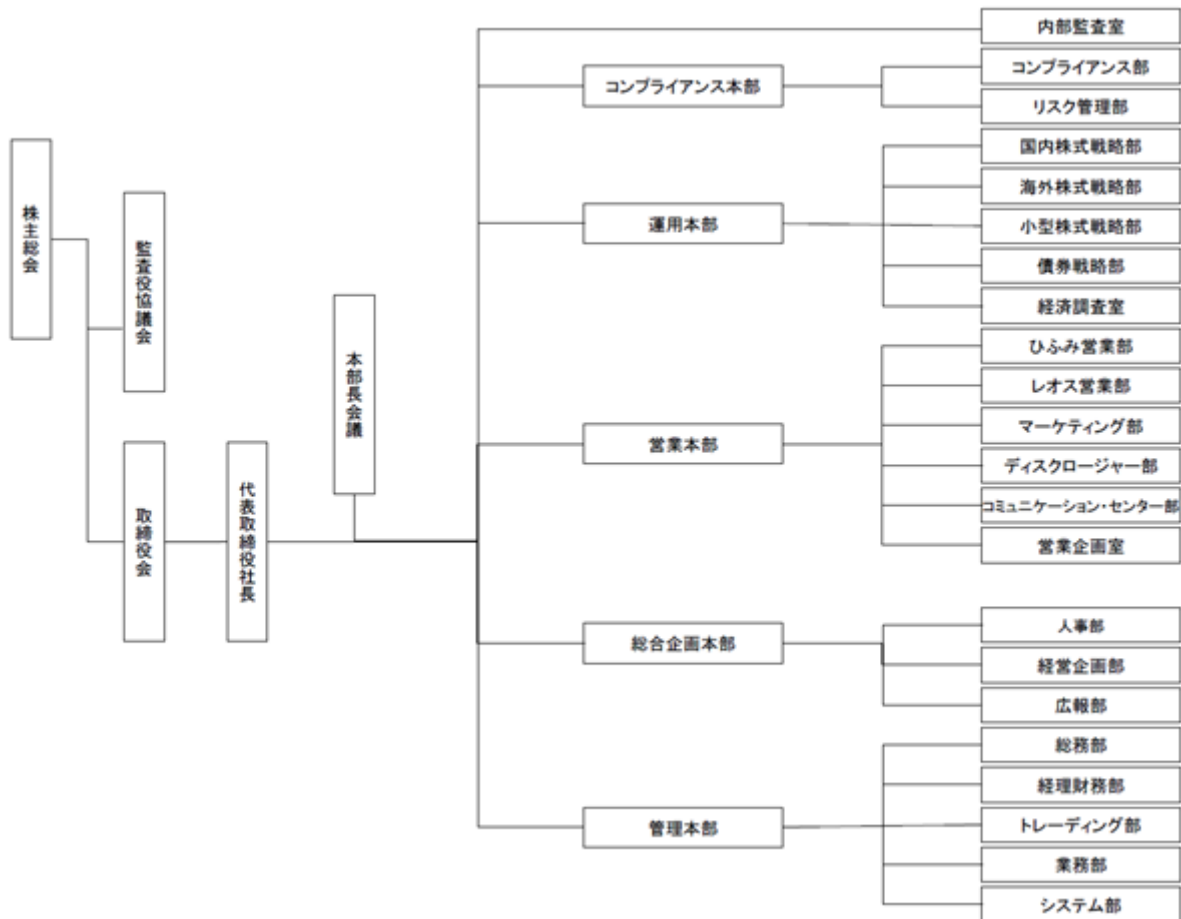 株主総会
監査役協議会
取締役会
代表取締役社長
本部長会議
内部監査室
コンプライアンス本部
コンプライアンス部
リスク管理部
運用本部
国内株式戦略部
海外株式戦略部
小型株式戦略部
債券戦略部
経済調査室
営業本部
ひふみ営業部
レオス営業部
マーケティング部
ディスクロージャー部
コミュニケーション・センター部
営業企画室
総合企画本部
人事部
経営企画部
広報部
管理本部
総務部
経理財務部
トレーディング部
業務部
システム部